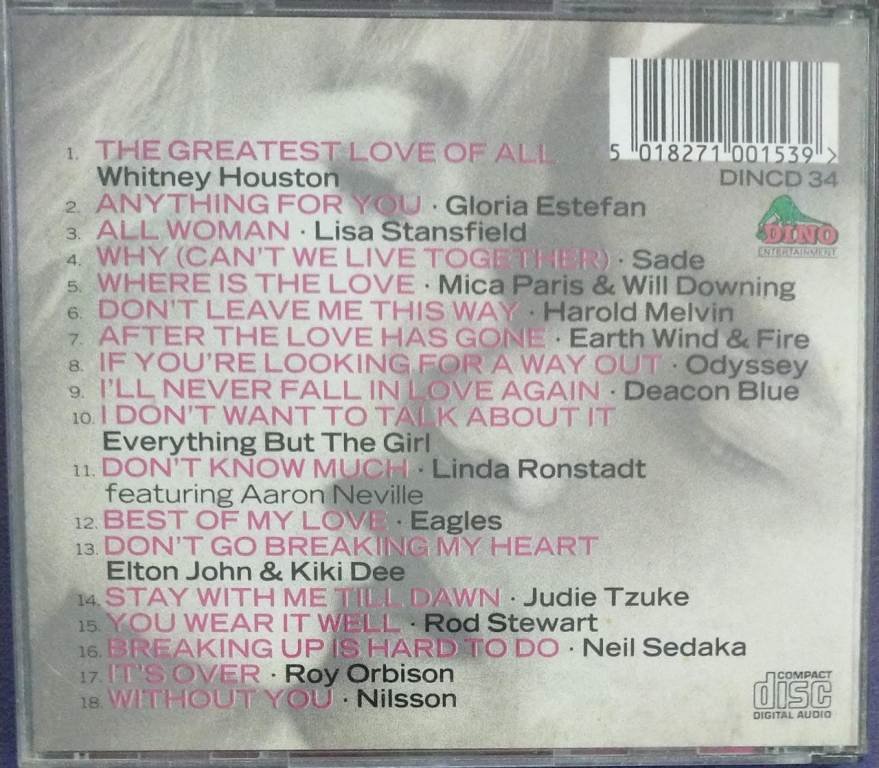 5 018271 001539 >
DINCD 34
DINO
ENTERTAINMENT
1. THE GREATEST LOVE OF ALL
Whitney Houston
2. ANYTHING FOR YOU · Gloria Estefan
3. ALL WOMAN · Lisa Stansfield
4. WHY (CAN'T WE LIVE TOGETHER) · Sade
5. WHERE IS THE LOVE · Mica Paris & Will Downing
6. DON'T LEAVE ME THIS WAY · Harold Melvin
7. AFTER THE LOVE HAS GONE · Earth Wind & Fire
8. IF YOU'RE LOOKING FOR A WAY OUT · Odyssey
9. I'LL NEVER FALL IN LOVE AGAIN · Deacon Blue
10. I DON'T WANT TO TALK ABOUT IT
Everything But The Girl
11. DON'T KNOW MUCH · Linda Ronstadt
featuring Aaron Neville
12. BEST OF MY LOVE · Eagles
13. DON'T GO BREAKING MY HEART
Elton John & Kiki Dee
14. STAY WITH ME TILL DAWN · Judie Tzuke
15. YOU WEAR IT WELL · Rod Stewart
16. BREAKING UP IS HARD TO DO · Neil Sedaka
17. IT'S OVER · Roy Orbison
18. WITHOUT YOU · Nilsson
COMPACT
disc
DIGITAL AUDIO